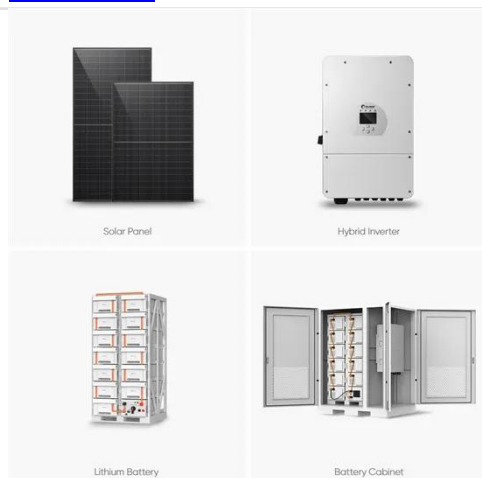 Solar Panel
Hybrid Inverter
Lithium Battery
Battery Cabinet